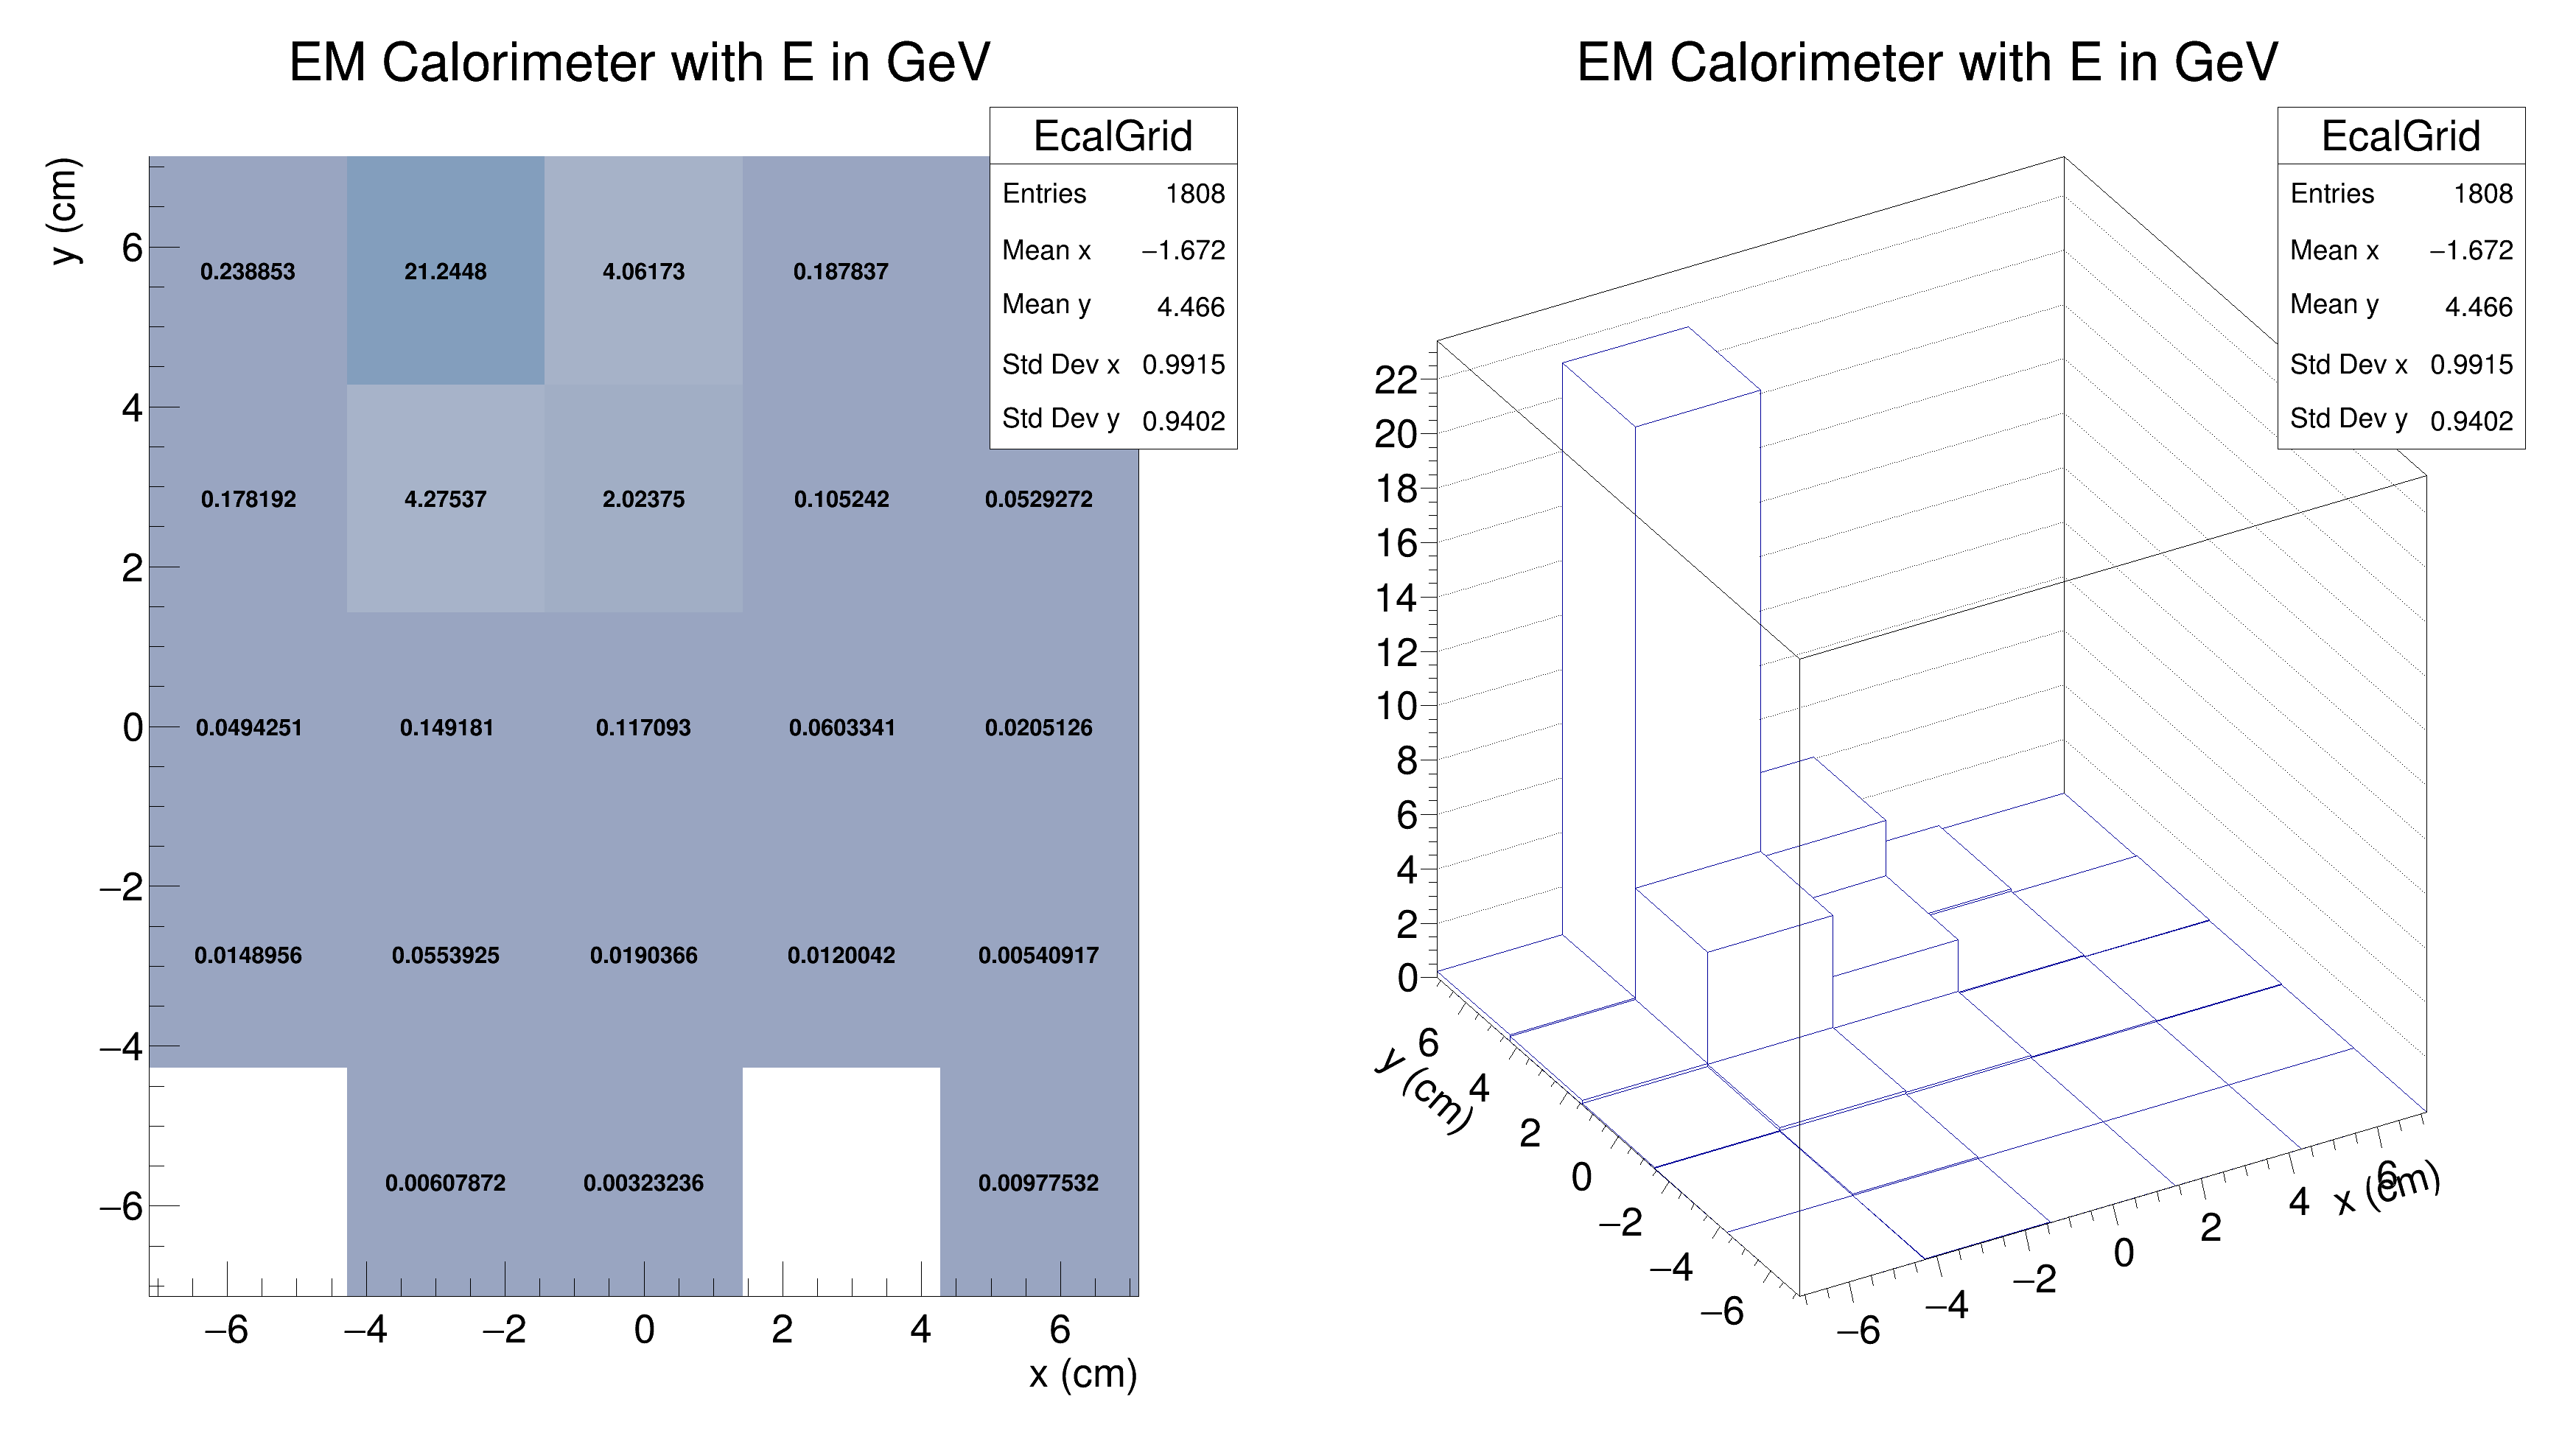 EM Calorimeter with E in GeV
EcalGrid
Entries 1808
Mean x −1.672
Mean y 4.466
Std Dev x 0.9915
Std Dev y 0.9402
y (cm)
6
4
2
0
−2
−4
−6
0.238853 21.2448 4.06173 0.187837
0.178192 4.27537 2.02375 0.105242 0.0529272
0.0494251 0.149181 0.117093 0.0603341 0.0205126
0.0148956 0.0553925 0.0190366 0.0120042 0.00540917
0.00607872 0.00323236 0.00977532
−6 −4 −2 0 2 4 6
x (cm)
EM Calorimeter with E in GeV
EcalGrid
Entries 1808
Mean x −1.672
Mean y 4.466
Std Dev x 0.9915
Std Dev y 0.9402
22
20
18
16
14
12
10
8
6
4
2
0
6
4
2
0
−2
−4
−6
y (cm)
−6
−4
−2
0
2
4
6
x (cm)